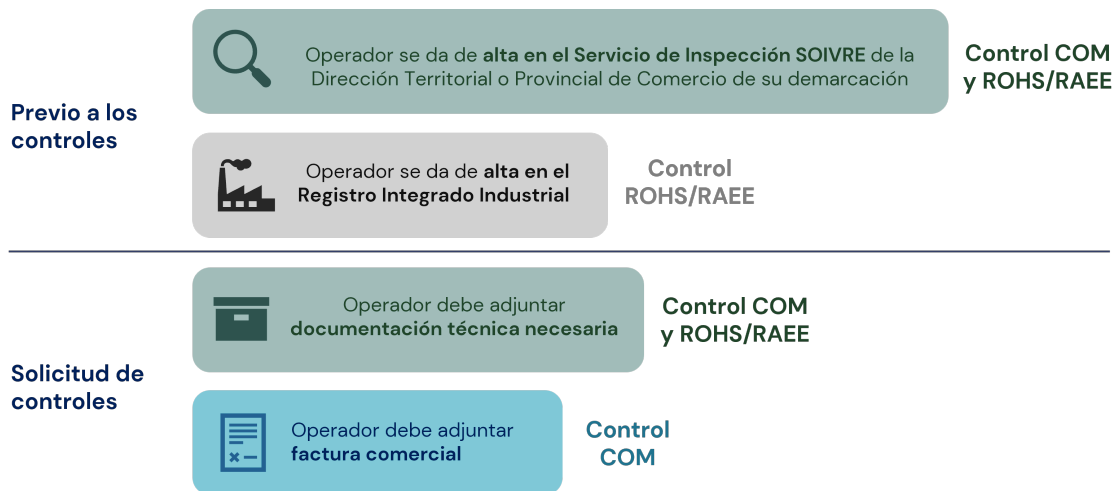 Previo a los
controles
Operador se da de alta en el Servicio de Inspección SOIVRE de la
Dirección Territorial o Provincial de Comercio de su demarcación
Control COM
y ROHS/RAEE
Operador se da de alta en el
Registro Integrado Industrial
Control
ROHS/RAEE
Solicitud de
controles
Operador debe adjuntar
documentación técnica necesaria
Control COM
y ROHS/RAEE
Operador debe adjuntar
factura comercial
Control
COM